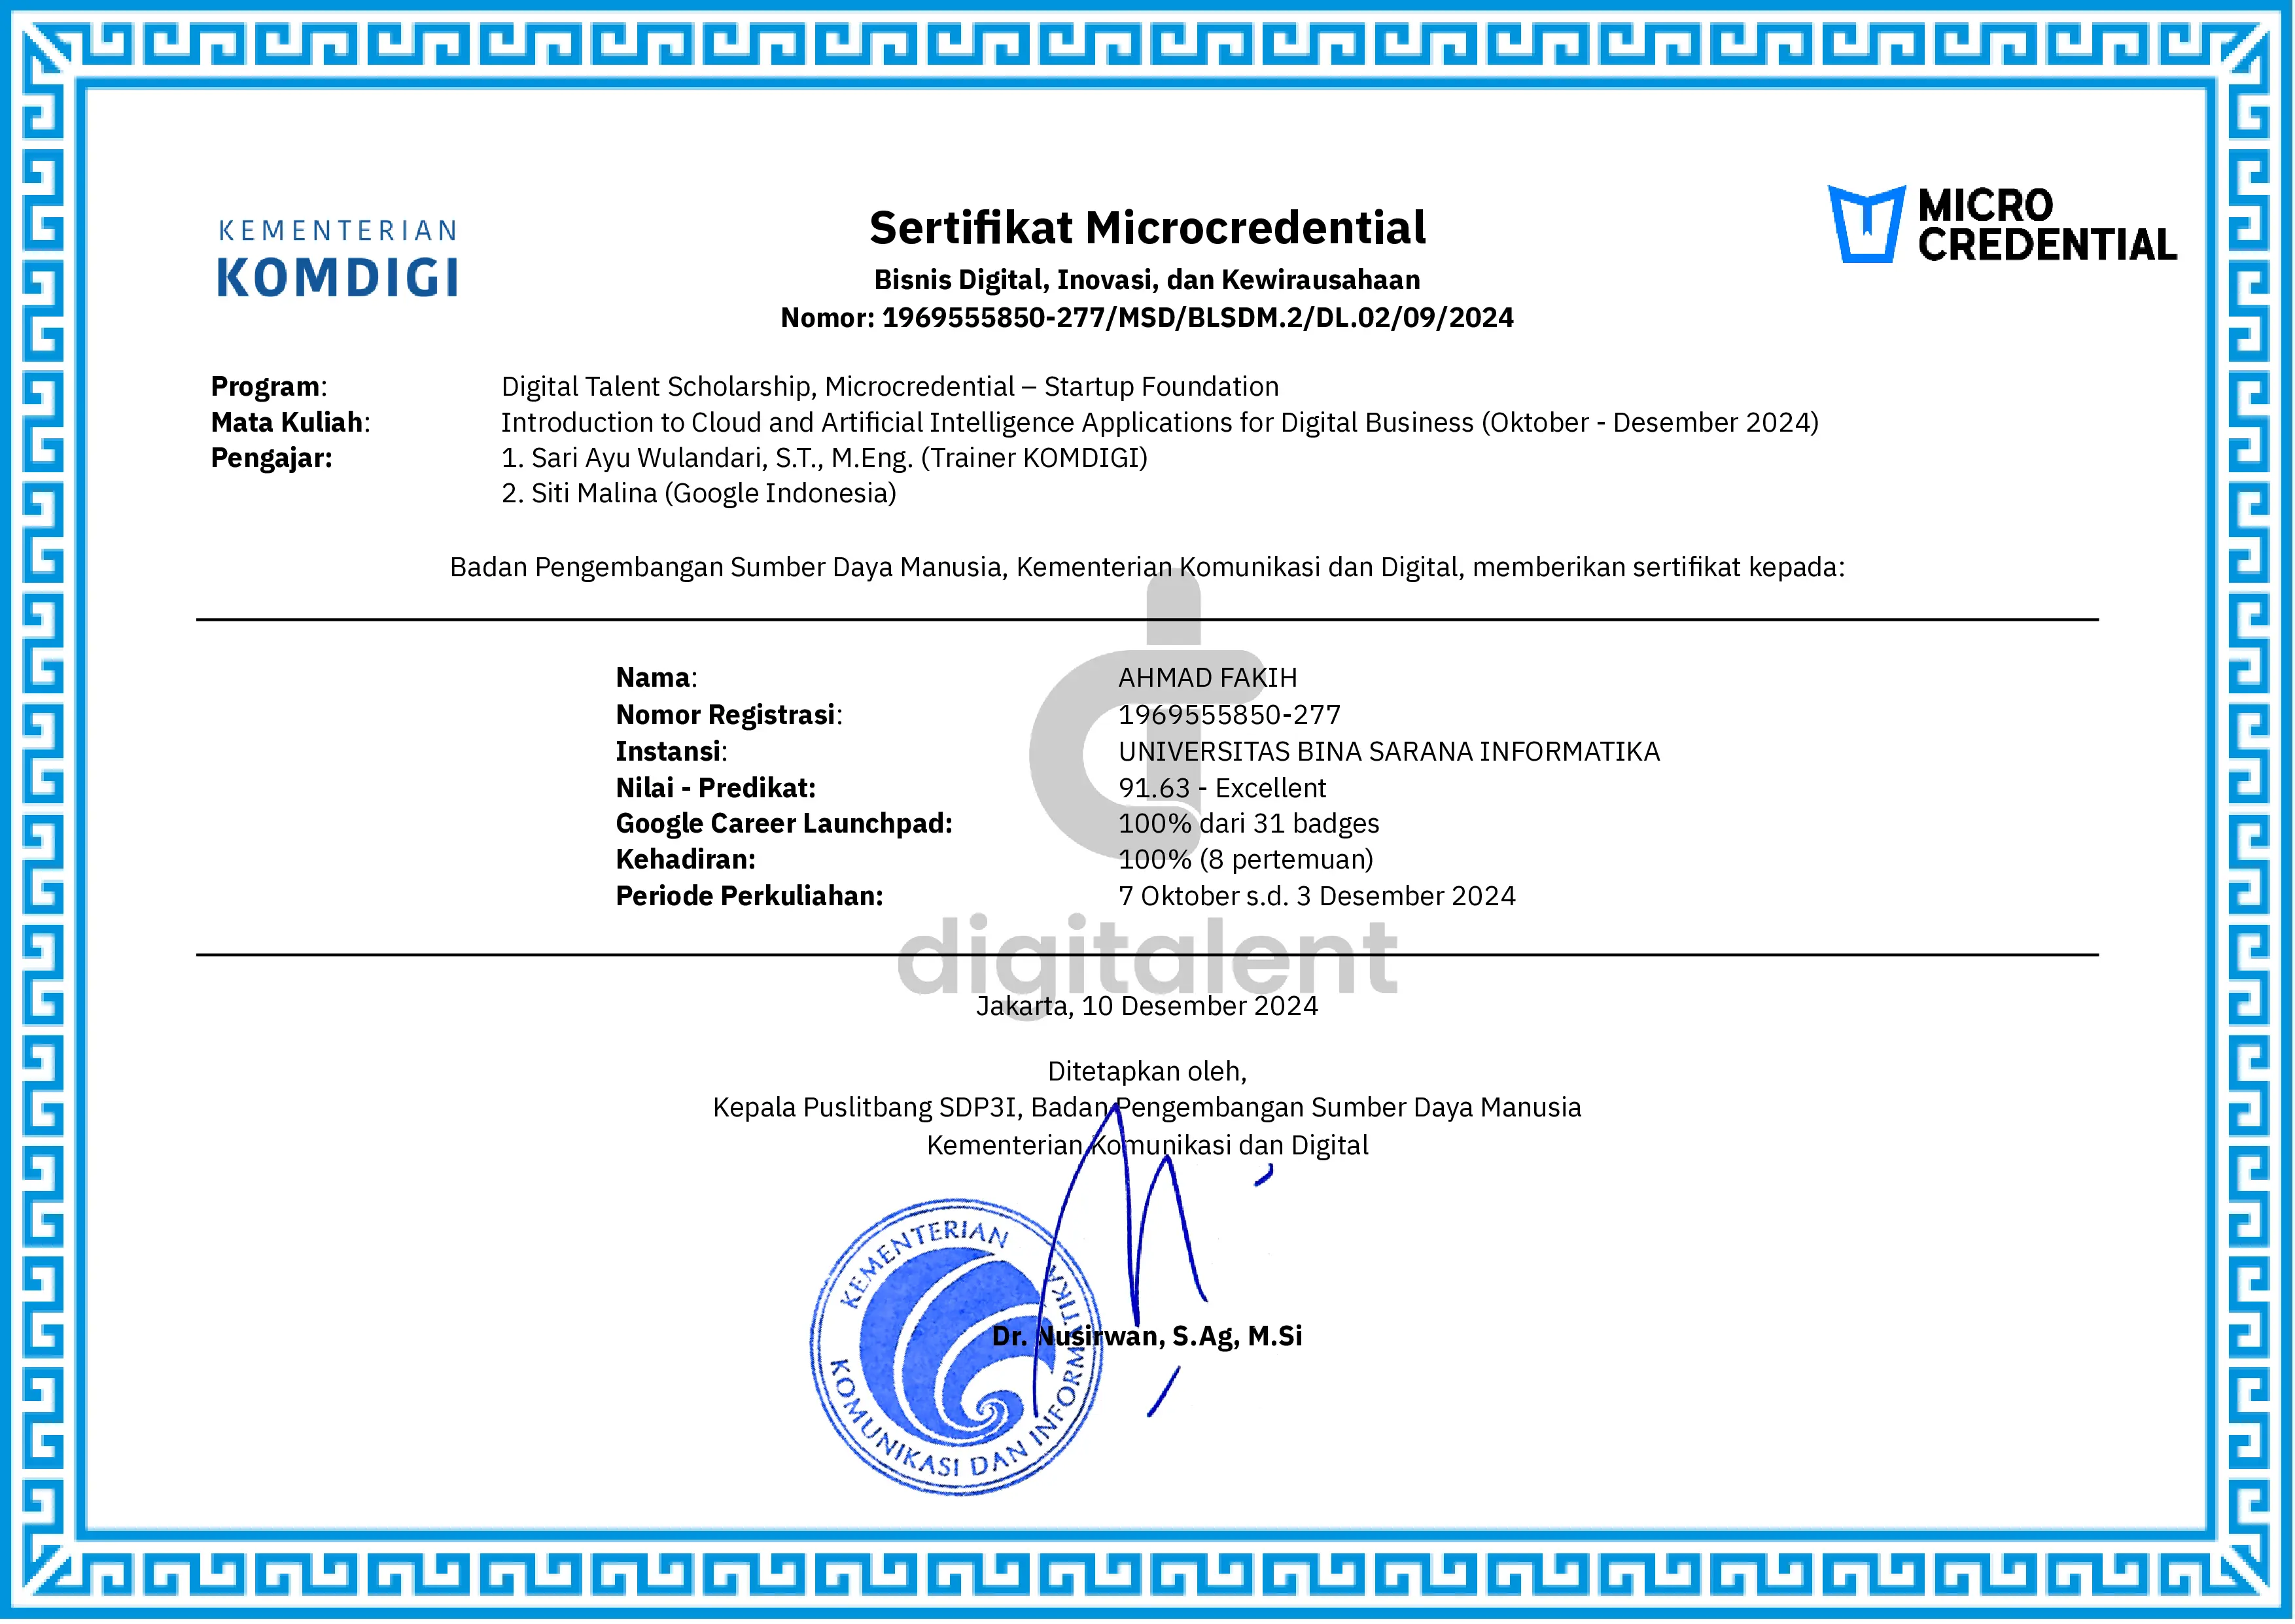 KEMENTERIAN
KOMDIGI
Sertifikat Microcredential
Bisnis Digital, Inovasi, dan Kewirausahaan
Nomor: 1969555850-277/MSD/BLSDM.2/DL.02/09/2024
MICRO
CREDENTIAL
Program: Digital Talent Scholarship, Microcredential – Startup Foundation
Mata Kuliah: Introduction to Cloud and Artificial Intelligence Applications for Digital Business (Oktober - Desember 2024)
Pengajar: 1. Sari Ayu Wulandari, S.T., M.Eng. (Trainer KOMDIGI)
2. Siti Malina (Google Indonesia)
Badan Pengembangan Sumber Daya Manusia, Kementerian Komunikasi dan Digital, memberikan sertifikat kepada:
Nama: AHMAD FAKIH
Nomor Registrasi: 1969555850-277
Instansi: UNIVERSITAS BINA SARANA INFORMATIKA
Nilai - Predikat: 91.63 - Excellent
Google Career Launchpad: 100% dari 31 badges
Kehadiran: 100% (8 pertemuan)
Periode Perkuliahan: 7 Oktober s.d. 3 Desember 2024
digitalent
Jakarta, 10 Desember 2024
Ditetapkan oleh,
Kepala Puslitbang SDP3I, Badan Pengembangan Sumber Daya Manusia
Kementerian Komunikasi dan Digital
KEMENTERIAN
KOMUNIKASI DAN INFORMATIKA
Dr. Nusirwan, S.Ag, M.Si